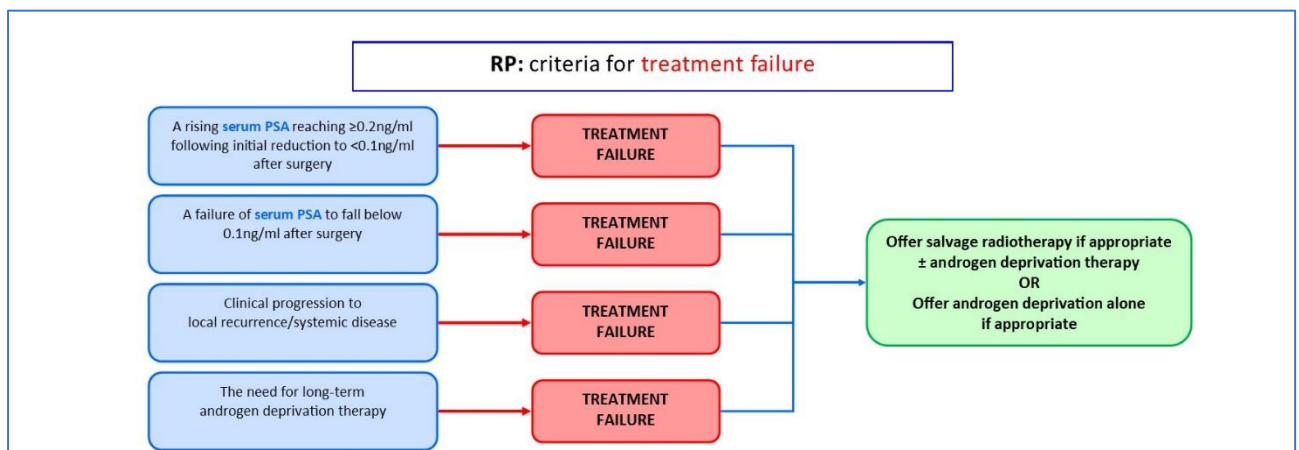 RP: criteria for treatment failure
A rising serum PSA reaching ≥0.2ng/ml
following initial reduction to <0.1ng/ml
after surgery
TREATMENT
FAILURE
A failure of serum PSA to fall below
0.1ng/ml after surgery
TREATMENT
FAILURE
Clinical progression to
local recurrence/systemic disease
TREATMENT
FAILURE
The need for long-term
androgen deprivation therapy
TREATMENT
FAILURE
Offer salvage radiotherapy if appropriate
± androgen deprivation therapy
OR
Offer androgen deprivation alone
if appropriate